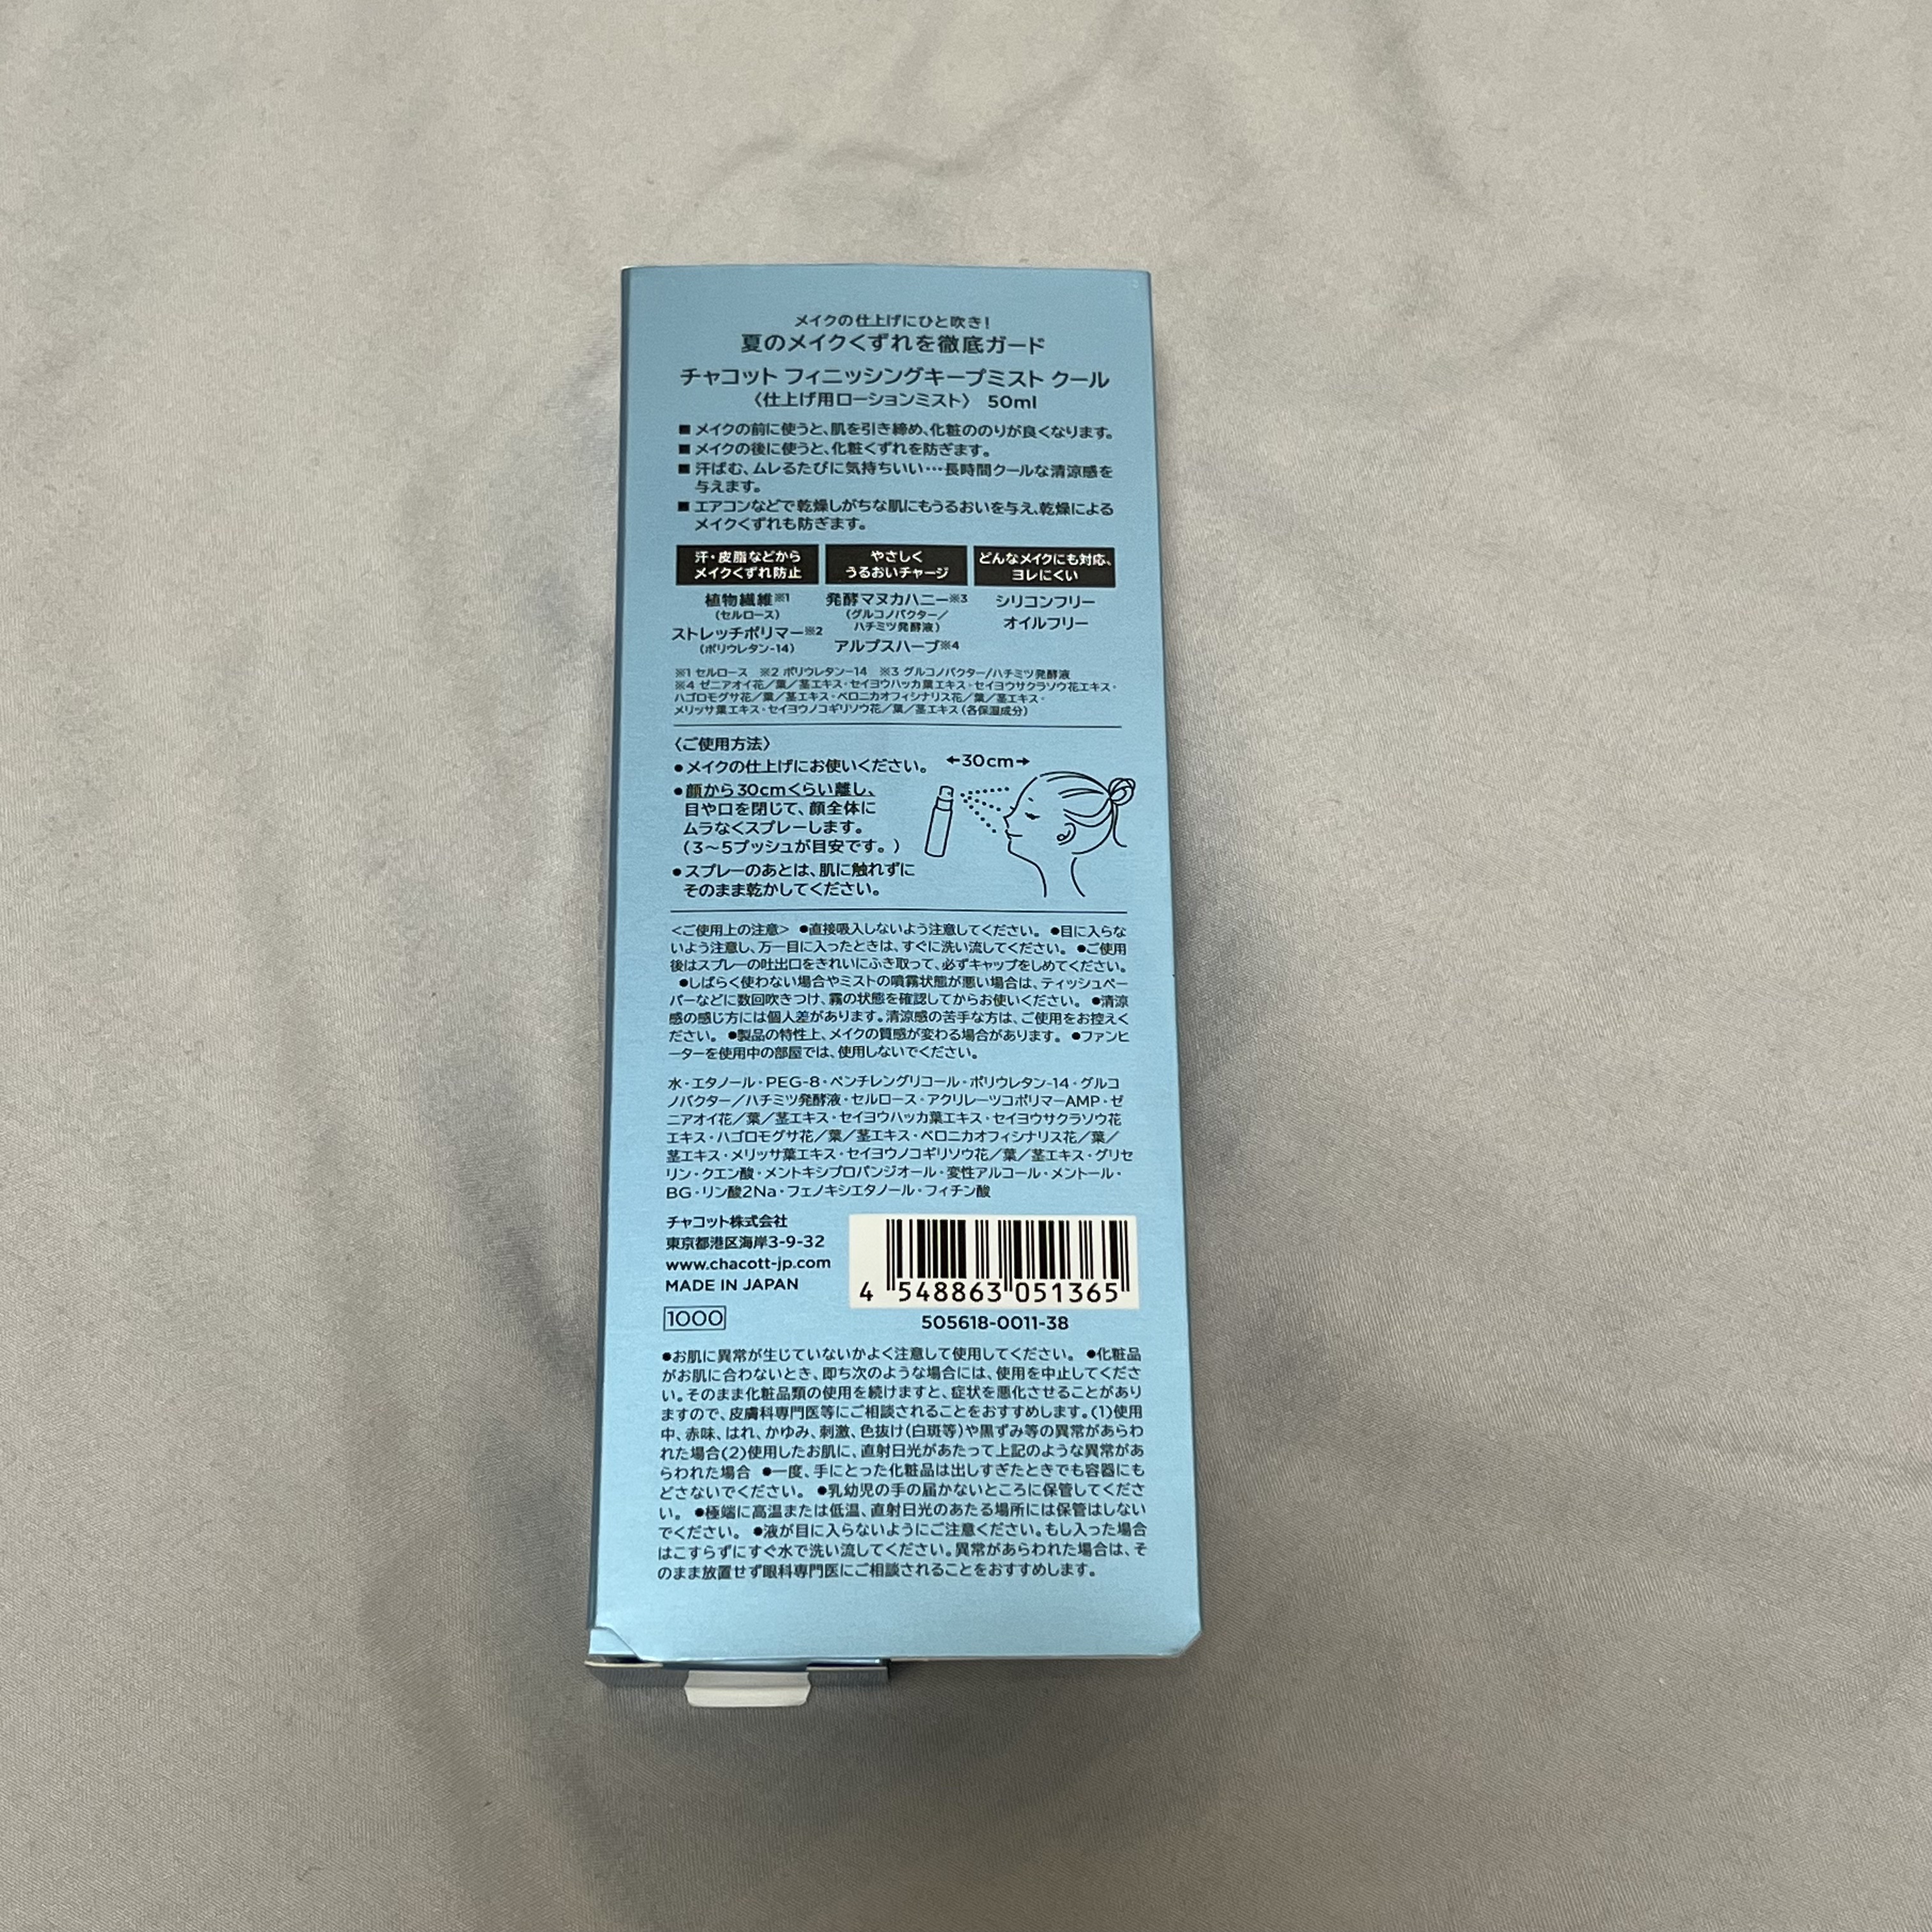 メイクの仕上げにひと吹き!
夏のメイクくずれを徹底ガード
チャコット フィニッシングキープミスト クール
〈仕上げ用ローションミスト〉 50ml
■ メイクの前に使うと、肌を引き締め、化粧ののりが良くなります。
■ メイクの後に使うと、化粧くずれを防ぎます。
■ 汗ばむ、ムレるたびに気持ちいい…長時間クールな清涼感を
与えます。
■ エアコンなどで乾燥しがちな肌にもうるおいを与え、乾燥による
メイクくずれも防ぎます。
汗・皮脂などから
メイクくずれ防止
植物繊維※1
(セルロース)
ストレッチポリマー※2
(ポリウレタン-14)
やさしく
うるおいチャージ
発酵マヌカハニー※3
(グルコノバクター/
ハチミツ発酵液)
アルプスハーブ※4
どんなメイクにも対応、
ヨレにくい
シリコンフリー
オイルフリー
※1 セルロース ※2 ポリウレタン-14 ※3 グルコノバクター/ハチミツ発酵液
※4 ゼニアオイ花/葉/茎エキス・セイヨウハッカ葉エキス・セイヨウサクラソウ花エキス・
ハゴロモグサ花/葉/茎エキス・ベロニカオフィシナリス花/葉/茎エキス・
メリッサ葉エキス・セイヨウノコギリソウ花/葉/茎エキス(各保湿成分)
〈ご使用方法〉
●メイクの仕上げにお使いください。
●顔から30cmくらい離し、
目や口を閉じて、顔全体に
ムラなくスプレーします。
(3〜5プッシュが目安です。)
●スプレーのあとは、肌に触れずに
そのまま乾かしてください。
←30cm→
<ご使用上の注意> ●直接吸入しないよう注意してください。 ●目に入らな
いよう注意し、万一目に入ったときは、すぐに洗い流してください。 ●ご使用
後はスプレーの吐出口をきれいにふき取って、必ずキャップをしめてください。
●しばらく使わない場合やミストの噴霧状態が悪い場合は、ティッシュペー
パーなどに数回吹きつけ、霧の状態を確認してからお使いください。 ●清涼
感の感じ方には個人差があります。清涼感の苦手な方は、ご使用をお控えく
ださい。 ●製品の特性上、メイクの質感が変わる場合があります。 ●ファンヒ
ーターを使用中の部屋では、使用しないでください。
水・エタノール・PEG-8・ペンチレングリコール・ポリウレタン-14・グルコ
ノバクター/ハチミツ発酵液・セルロース・アクリレーツコポリマーAMP・ゼ
ニアオイ花/葉/茎エキス・セイヨウハッカ葉エキス・セイヨウサクラソウ花
エキス・ハゴロモグサ花/葉/茎エキス・ベロニカオフィシナリス花/葉/
茎エキス・メリッサ葉エキス・セイヨウノコギリソウ花/葉/茎エキス・グリセ
リン・クエン酸・メントキシプロパンジオール・変性アルコール・メントール・
BG・リン酸2Na・フェノキシエタノール・フィチン酸
チャコット株式会社
東京都港区海岸3-9-32
www.chacott-jp.com
MADE IN JAPAN
1000
4 548863 051365
505618-0011-38
●お肌に異常が生じていないかよく注意して使用してください。 ●化粧品
がお肌に合わないとき、即ち次のような場合には、使用を中止してくださ
い。そのまま化粧品類の使用を続けますと、症状を悪化させることがあり
ますので、皮膚科専門医等にご相談されることをおすすめします。(1)使用
中、赤味、はれ、かゆみ、刺激、色抜け(白斑等)や黒ずみ等の異常があらわ
れた場合(2)使用したお肌に、直射日光があたって上記のような異常があ
らわれた場合 ●一度、手にとった化粧品は出しすぎたときでも容器にも
どさないでください。 ●乳幼児の手の届かないところに保管してくださ
い。 ●極端に高温または低温、直射日光のあたる場所には保管はしない
でください。 ●液が目に入らないようにご注意ください。もし入った場合
はこすらずにすぐ水で洗い流してください。異常があらわれた場合は、そ
のまま放置せず眼科専門医にご相談されることをおすすめします。